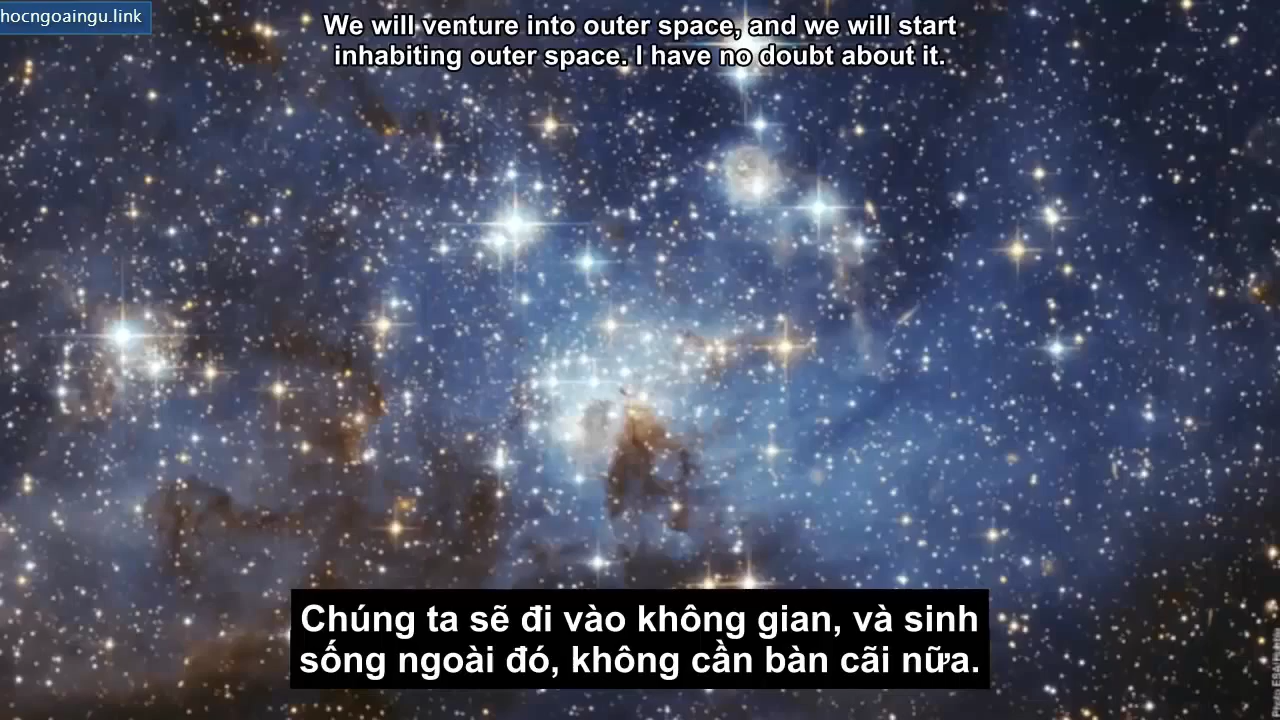 hocngoaingu.link
We will venture into outer space, and we will start
inhabiting outer space. I have no doubt about it.
Chúng ta sẽ đi vào không gian, và sinh
sống ngoài đó, không cần bàn cãi nữa.